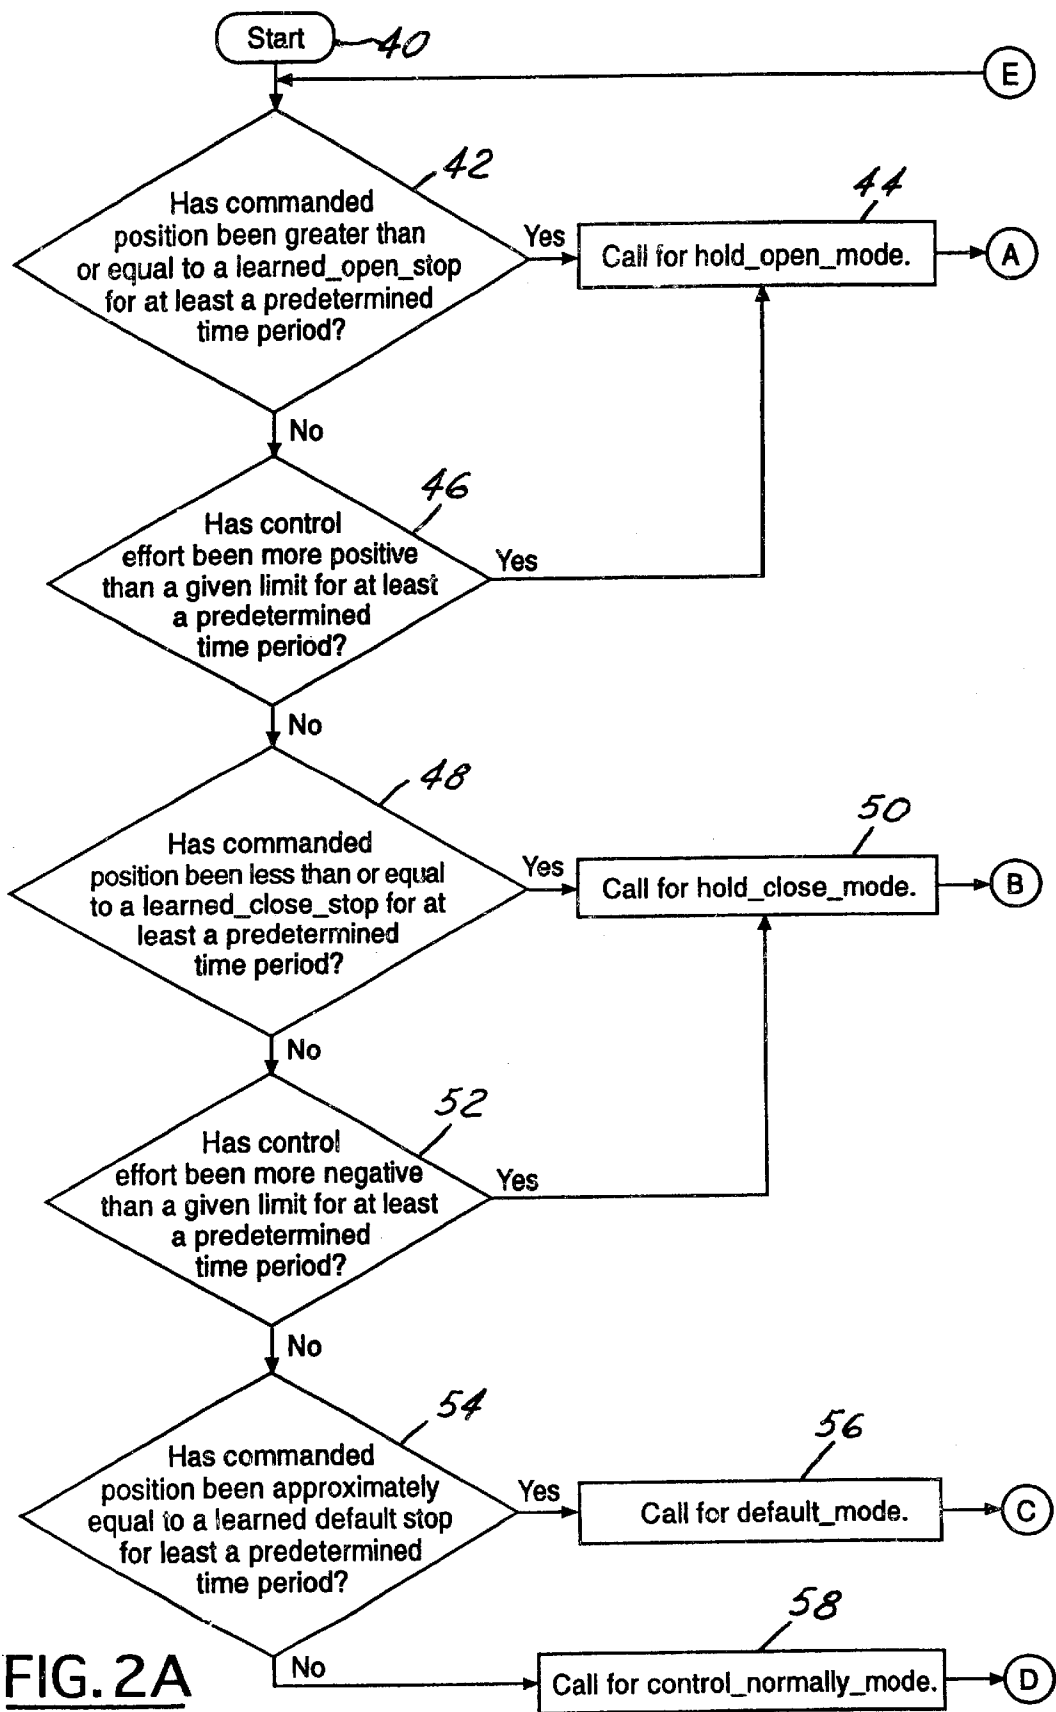 Start
40
E
42
Has commanded
position been greater than
or equal to a learned_open_stop
for at least a predetermined
time period?
Yes
44
Call for hold_open_mode.
A
No
46
Has control
effort been more positive
than a given limit for at least
a predetermined
time period?
Yes
No
48
Has commanded
position been less than or equal
to a learned_close_stop for at
least a predetermined
time period?
Yes
50
Call for hold_close_mode.
B
No
52
Has control
effort been more negative
than a given limit for at least
a predetermined
time period?
Yes
No
54
Has commanded
position been approximately
equal to a learned default stop
for least a predetermined
time period?
Yes
56
Call for default_mode.
C
No
58
Call for control_normally_mode.
D
FIG. 2A